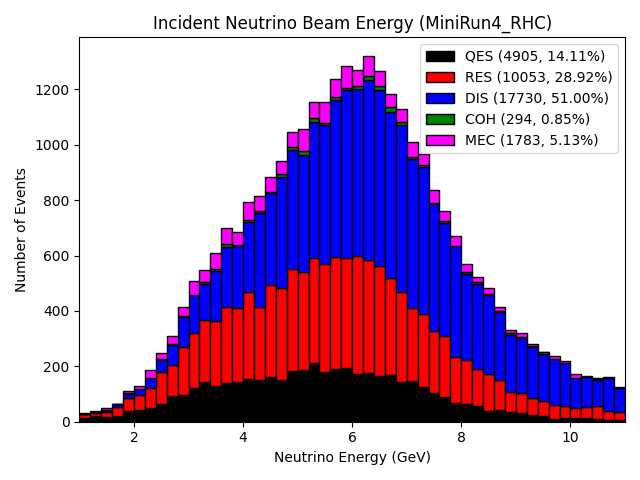 Incident Neutrino Beam Energy (MiniRun4_RHC)
QES (4905, 14.11%)
RES (10053, 28.92%)
DIS (17730, 51.00%)
COH (294, 0.85%)
MEC (1783, 5.13%)
Number of Events
1200
1000
800
600
400
200
0
2 4 6 8 10
Neutrino Energy (GeV)